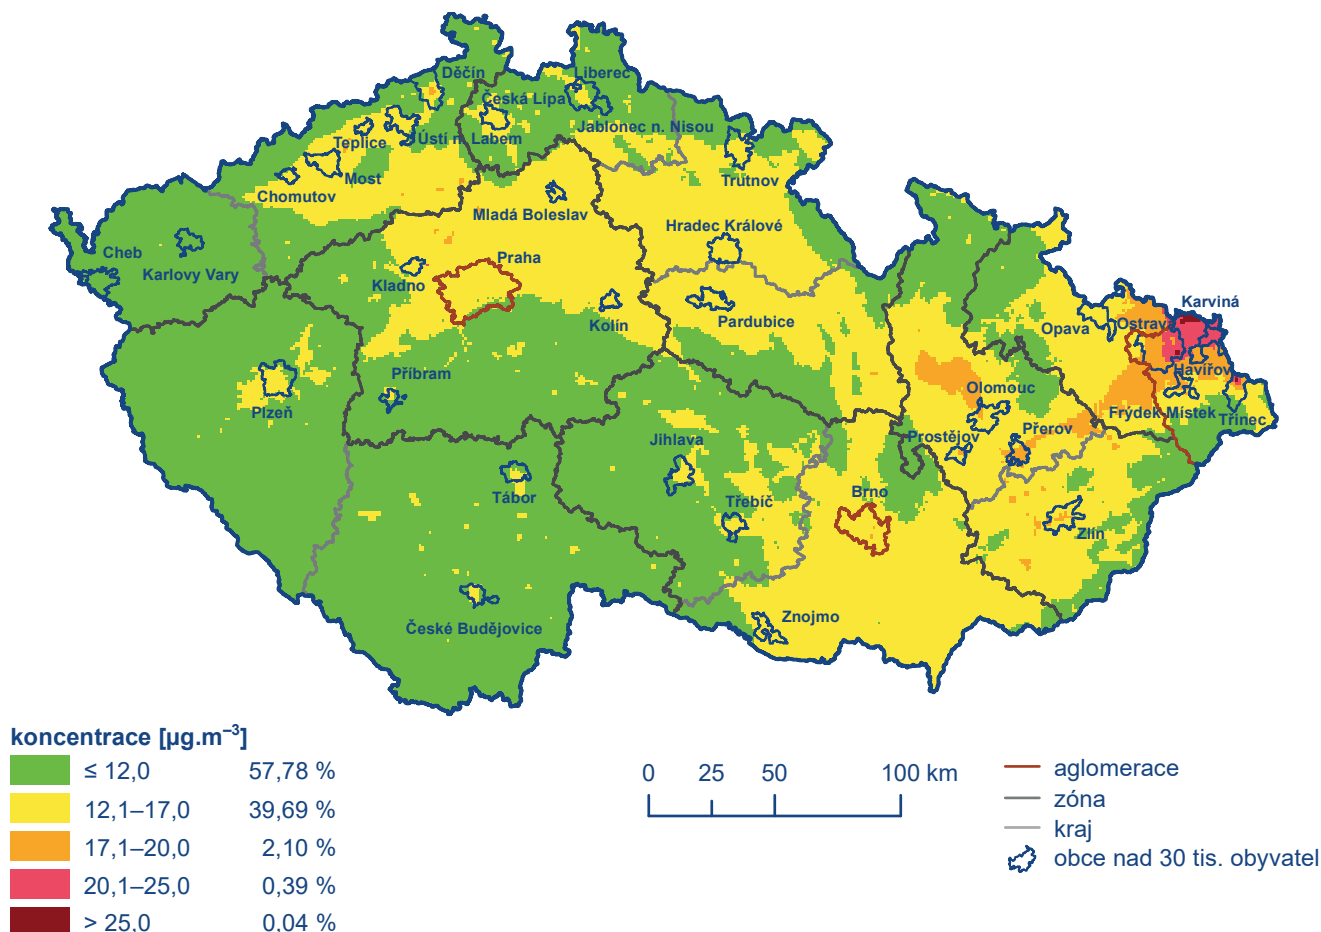 Děčín
Liberec
Česká Lípa
Jablonec n. Nisou
Teplice
Ústí n. Labem
Most
Chomutov
Trutnov
Mladá Boleslav
Hradec Králové
Cheb
Karlovy Vary
Praha
Kladno
Kolín
Pardubice
Karviná
Opava
Ostrava
Havířov
Příbram
Plzeň
Olomouc
Frýdek Místek
Třinec
Jihlava
Prostějov
Přerov
Tábor
Třebíč
Brno
Zlín
České Budějovice
Znojmo
koncentrace [µg.m⁻³]
≤ 12,0 57,78 %
12,1–17,0 39,69 %
17,1–20,0 2,10 %
20,1–25,0 0,39 %
> 25,0 0,04 %
0 25 50 100 km
aglomerace
zóna
kraj
obce nad 30 tis. obyvatel